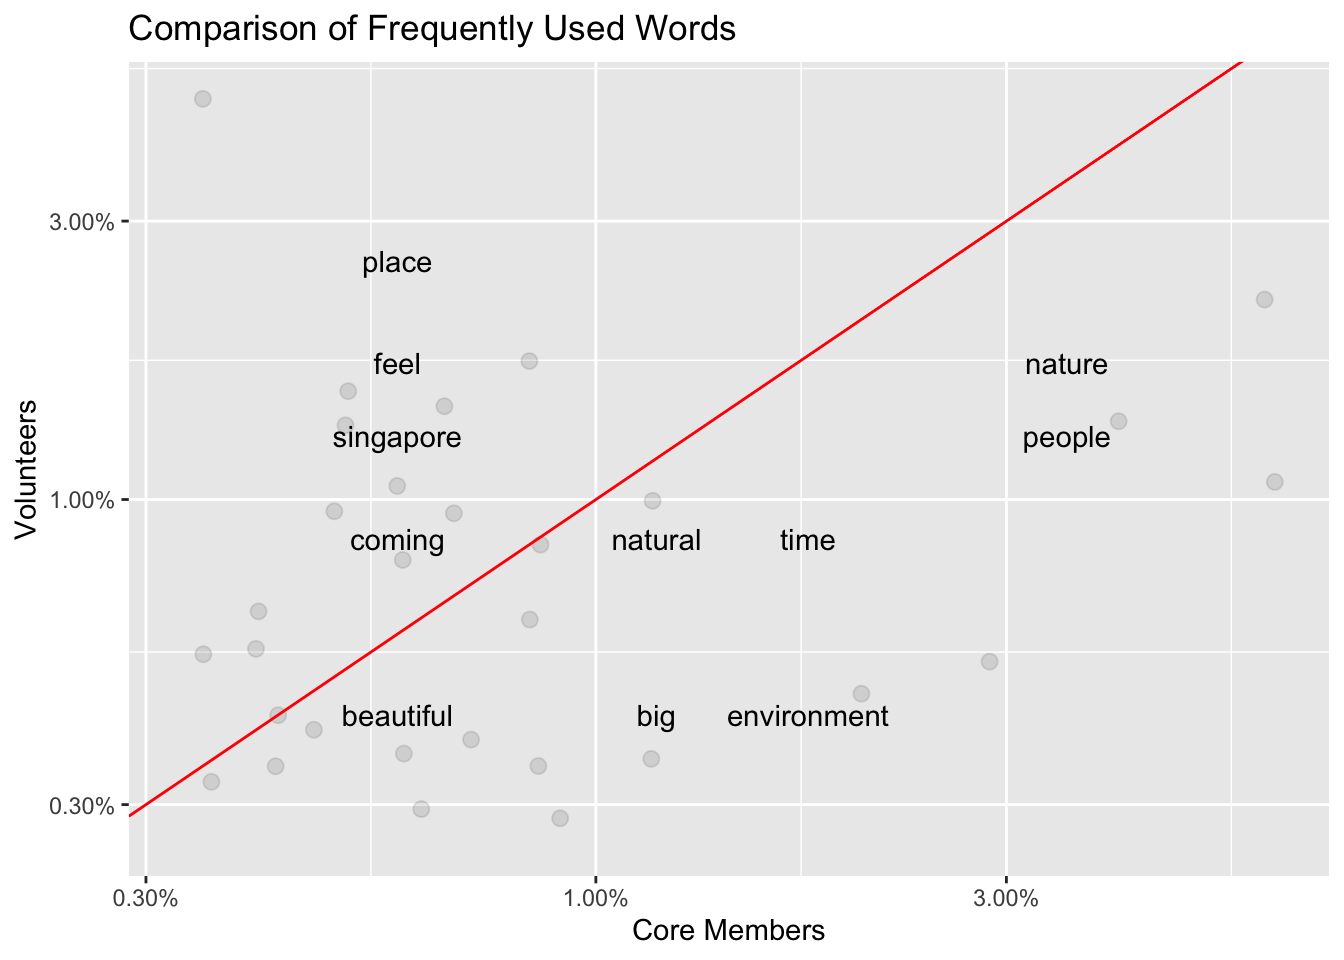 Comparison of Frequently Used Words
3.00%
place
feel
nature
singapore
people
Volunteers
1.00%
coming
natural
time
beautiful
big
environment
0.30%
0.30%
1.00%
3.00%
Core Members